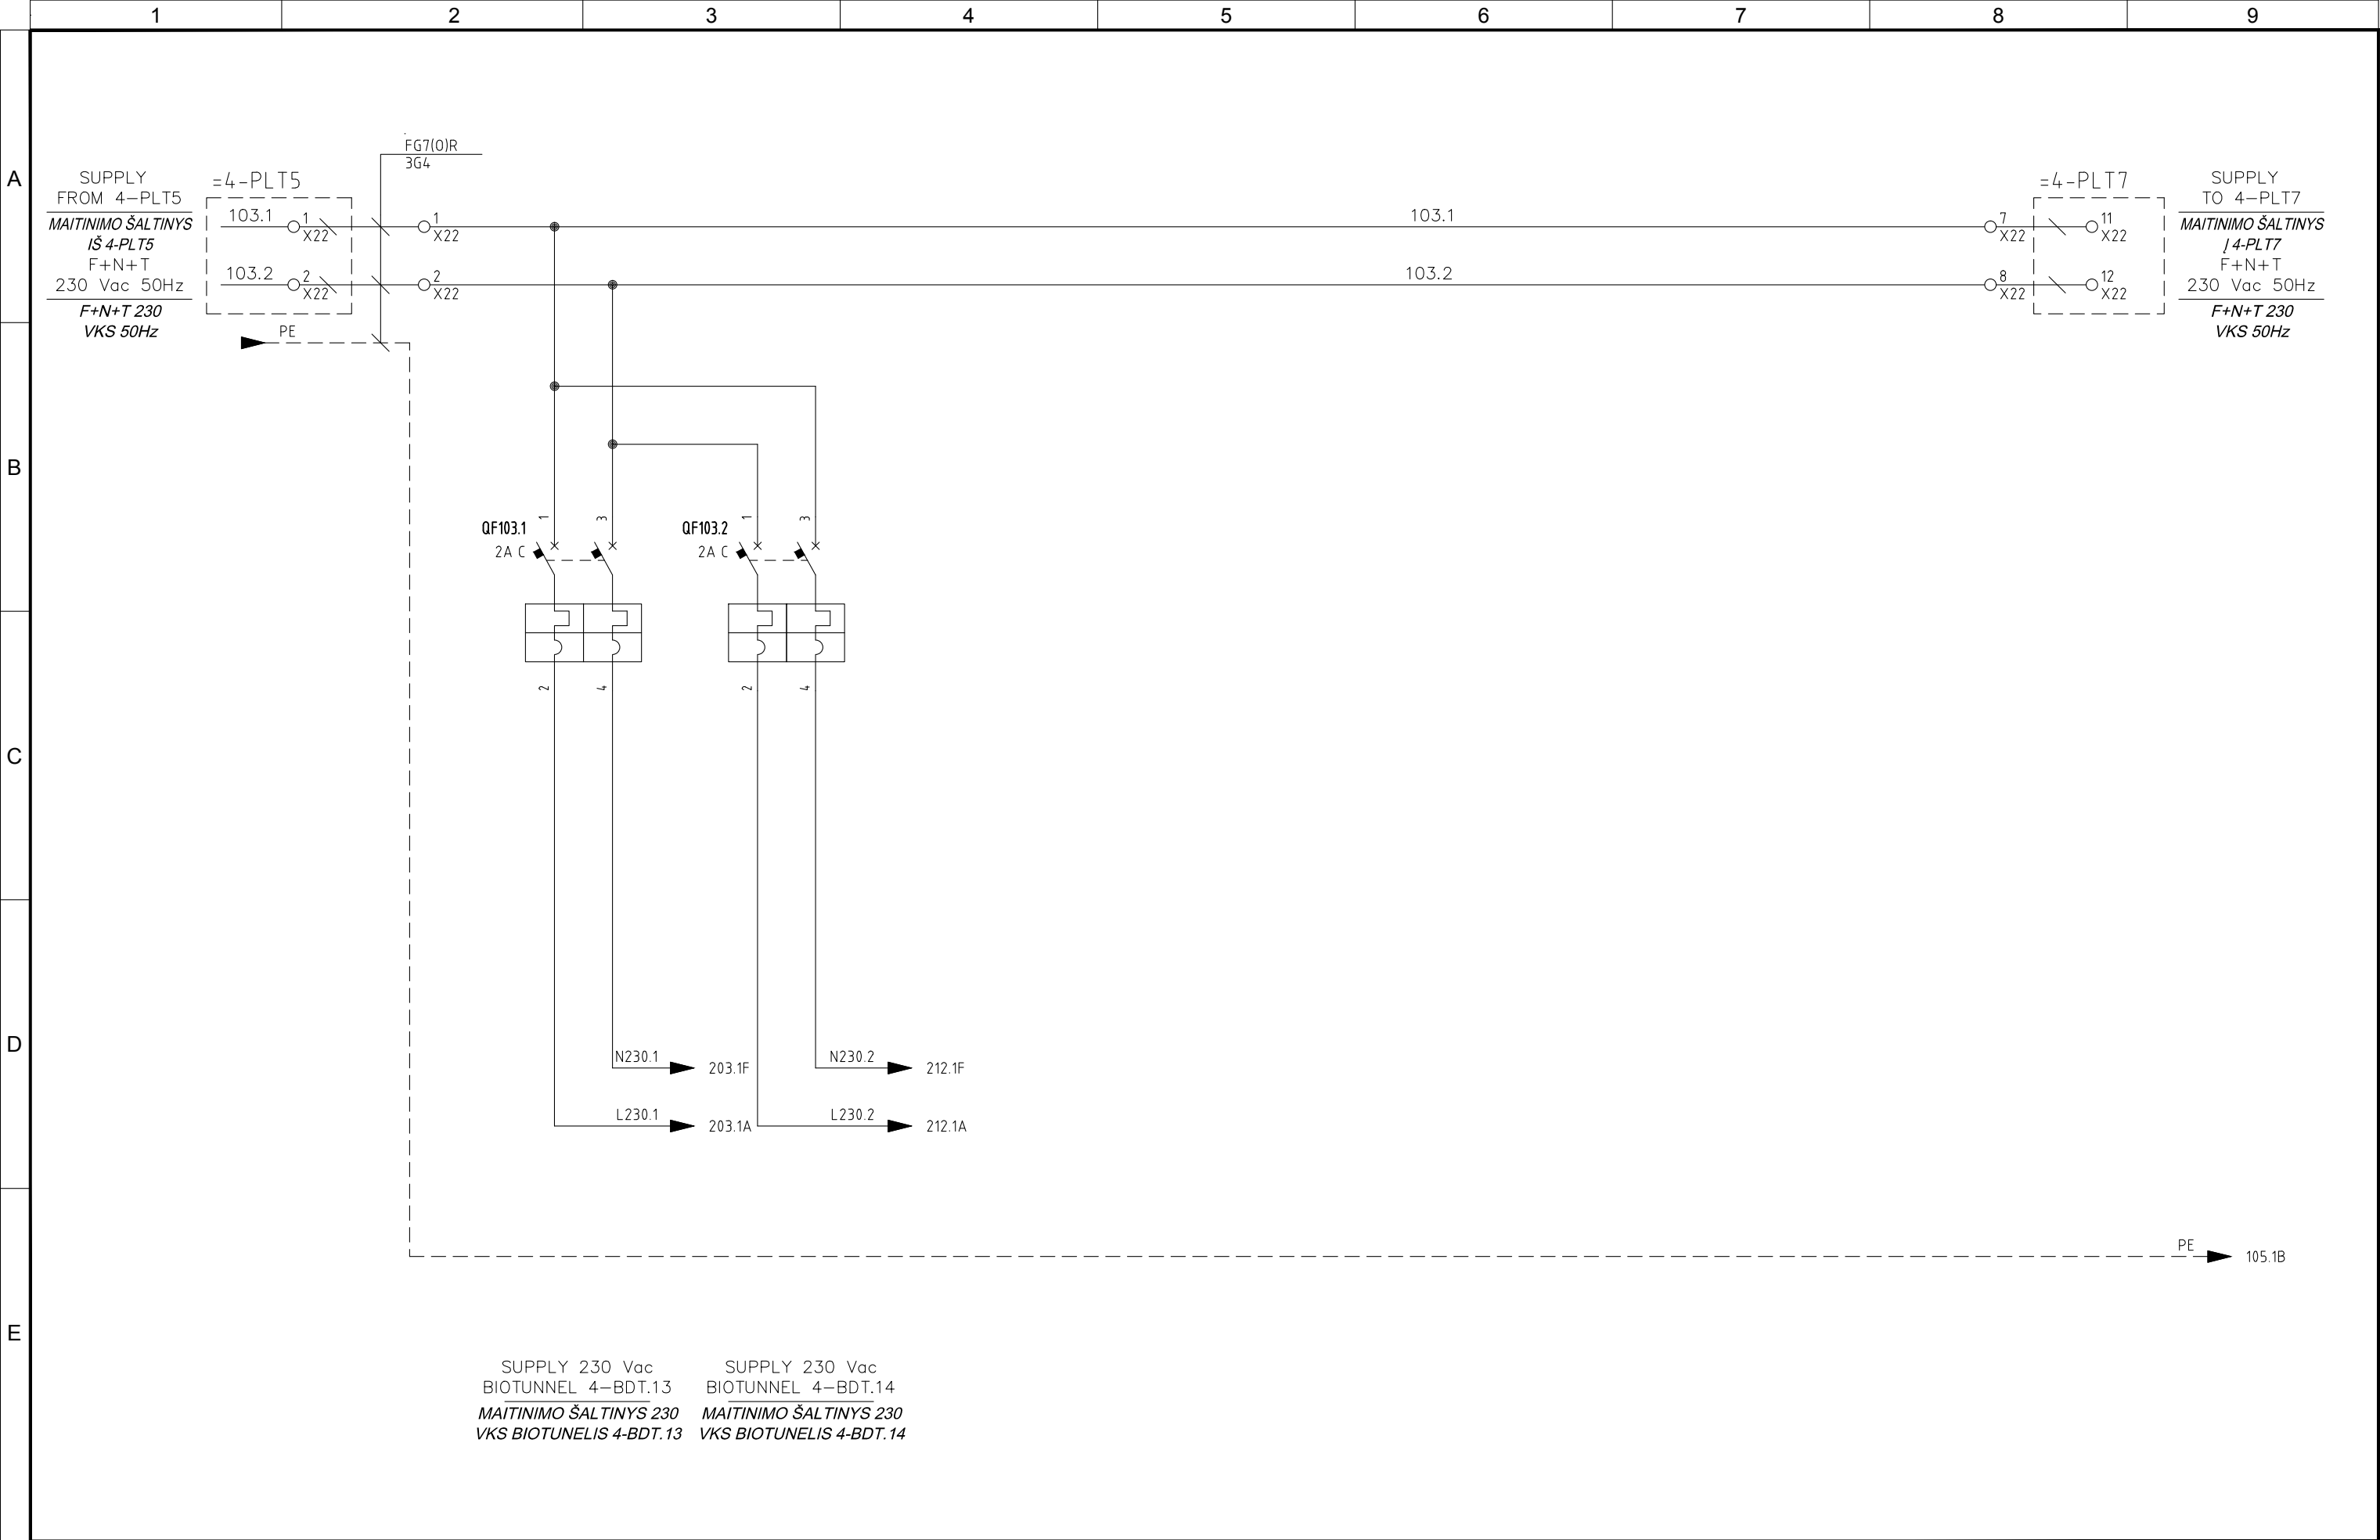 1 2 3 4 5 6 7 8 9
A
B
C
D
E
FG7(O)R
3G4
SUPPLY
FROM 4-PLT5
MAITINIMO ŠALTINYS
IŠ 4-PLT5
F+N+T
230 Vac 50Hz
F+N+T 230
VKS 50Hz
=4-PLT5
103.1
1
X22
103.2
2
X22
PE
1
X22
2
X22
103.1
103.2
=4-PLT7
7
X22
11
X22
8
X22
12
X22
SUPPLY
TO 4-PLT7
MAITINIMO ŠALTINYS
Į 4-PLT7
F+N+T
230 Vac 50Hz
F+N+T 230
VKS 50Hz
QF103.1
2A C
1
3
2
4
QF103.2
2A C
1
3
2
4
N230.1
203.1F
N230.2
212.1F
L230.1
203.1A
L230.2
212.1A
PE
105.1B
SUPPLY 230 Vac
BIOTUNNEL 4-BDT.13
MAITINIMO ŠALTINYS 230
VKS BIOTUNELIS 4-BDT.13
SUPPLY 230 Vac
BIOTUNNEL 4-BDT.14
MAITINIMO ŠALTINYS 230
VKS BIOTUNELIS 4-BDT.14